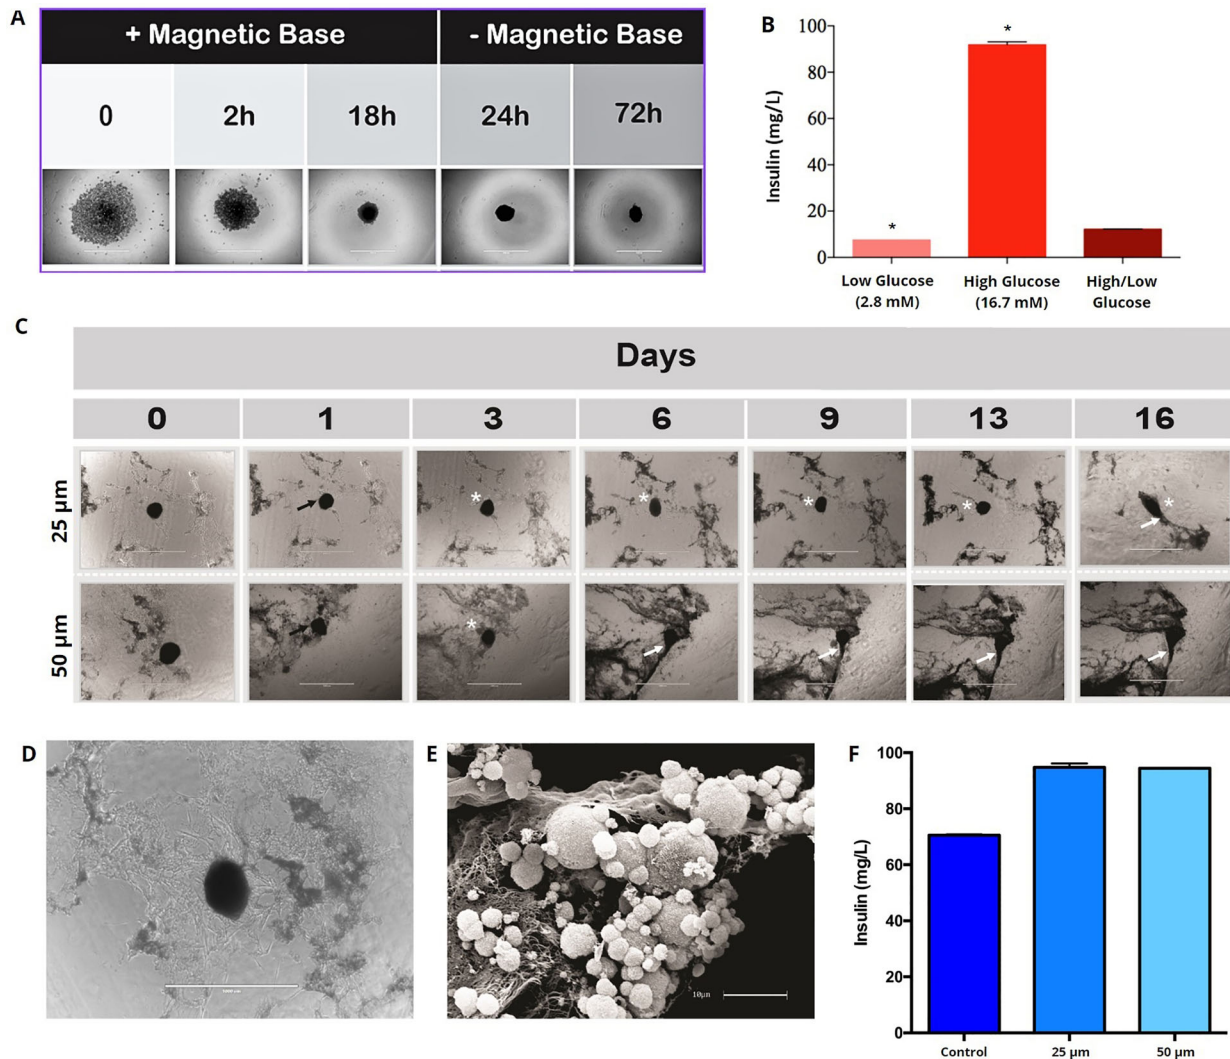 A
+ Magnetic Base
- Magnetic Base
0
2h
18h
24h
72h
B
Insulin (mg/L)
100
80
60
40
20
0
*
*
Low Glucose
(2.8 mM)
High Glucose
(16.7 mM)
High/Low
Glucose
C
Days
0
1
3
6
9
13
16
25 µm
*
*
*
*
*
50 µm
*
D
E
10µm
F
Insulin (mg/L)
100
80
60
40
20
0
Control
25 µm
50 µm